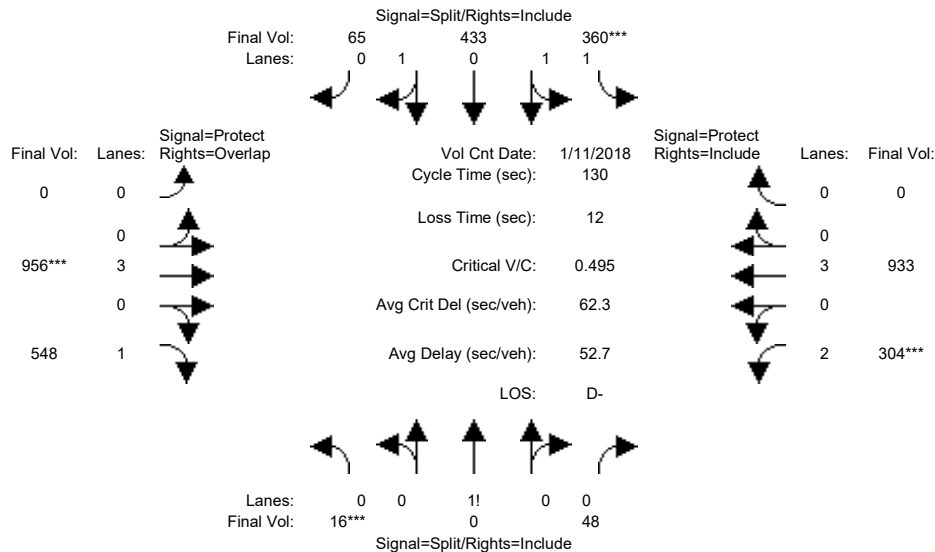 Signal=Split/Rights=Include
Final Vol: 65 433 360***
Lanes: 0 1 0 1 1
Signal=Protect Signal=Protect
Final Vol: Lanes: Rights=Overlap Vol Cnt Date: 1/11/2018 Rights=Include Lanes: Final Vol:
Cycle Time (sec): 130
0 0 0 0
Loss Time (sec): 12
0 0
956*** 3 Critical V/C: 0.495 3 933
0 Avg Crit Del (sec/veh): 62.3 0
548 1 Avg Delay (sec/veh): 52.7 2 304***
LOS: D-
Lanes: 0 0 1! 0 0
Final Vol: 16*** 0 48
Signal=Split/Rights=Include